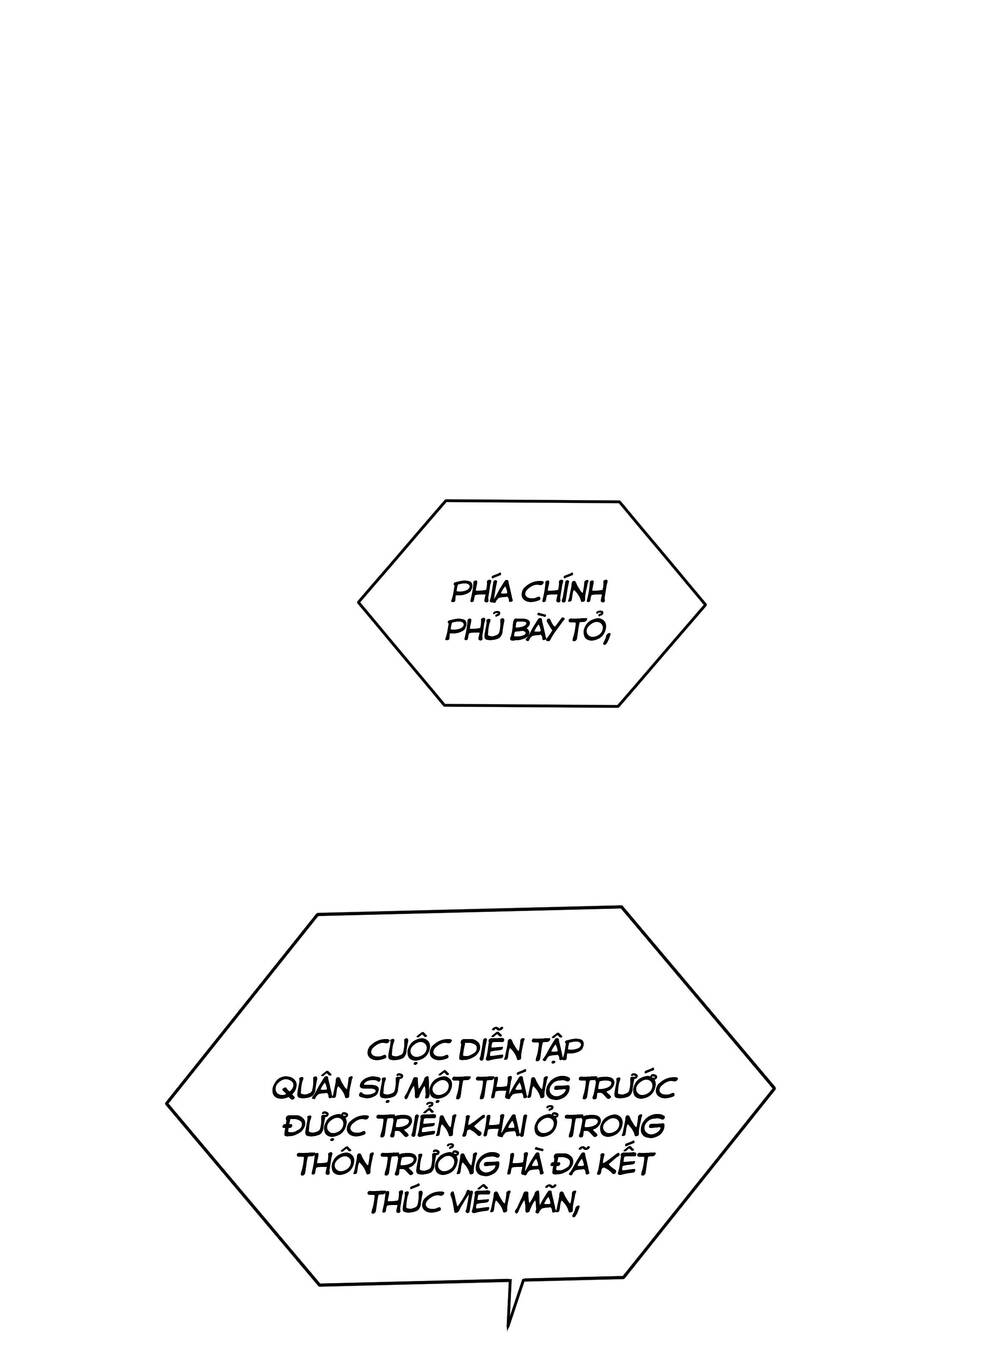 PHÍA CHÍNH
PHỦ BÀY TỎ,
CUỘC DIỄN TẬP
QUÂN SỰ MỘT THÁNG TRƯỚC
ĐƯỢC TRIỂN KHAI Ở TRONG
THÔN TRƯỞNG HÀ ĐÃ KẾT
THÚC VIÊN MÃN,